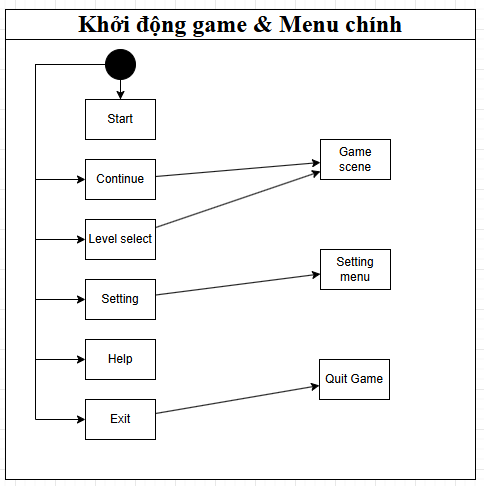 Khởi động game & Menu chính
Start
Continue
Game
scene
Level select
Setting
Setting
menu
Help
Quit Game
Exit